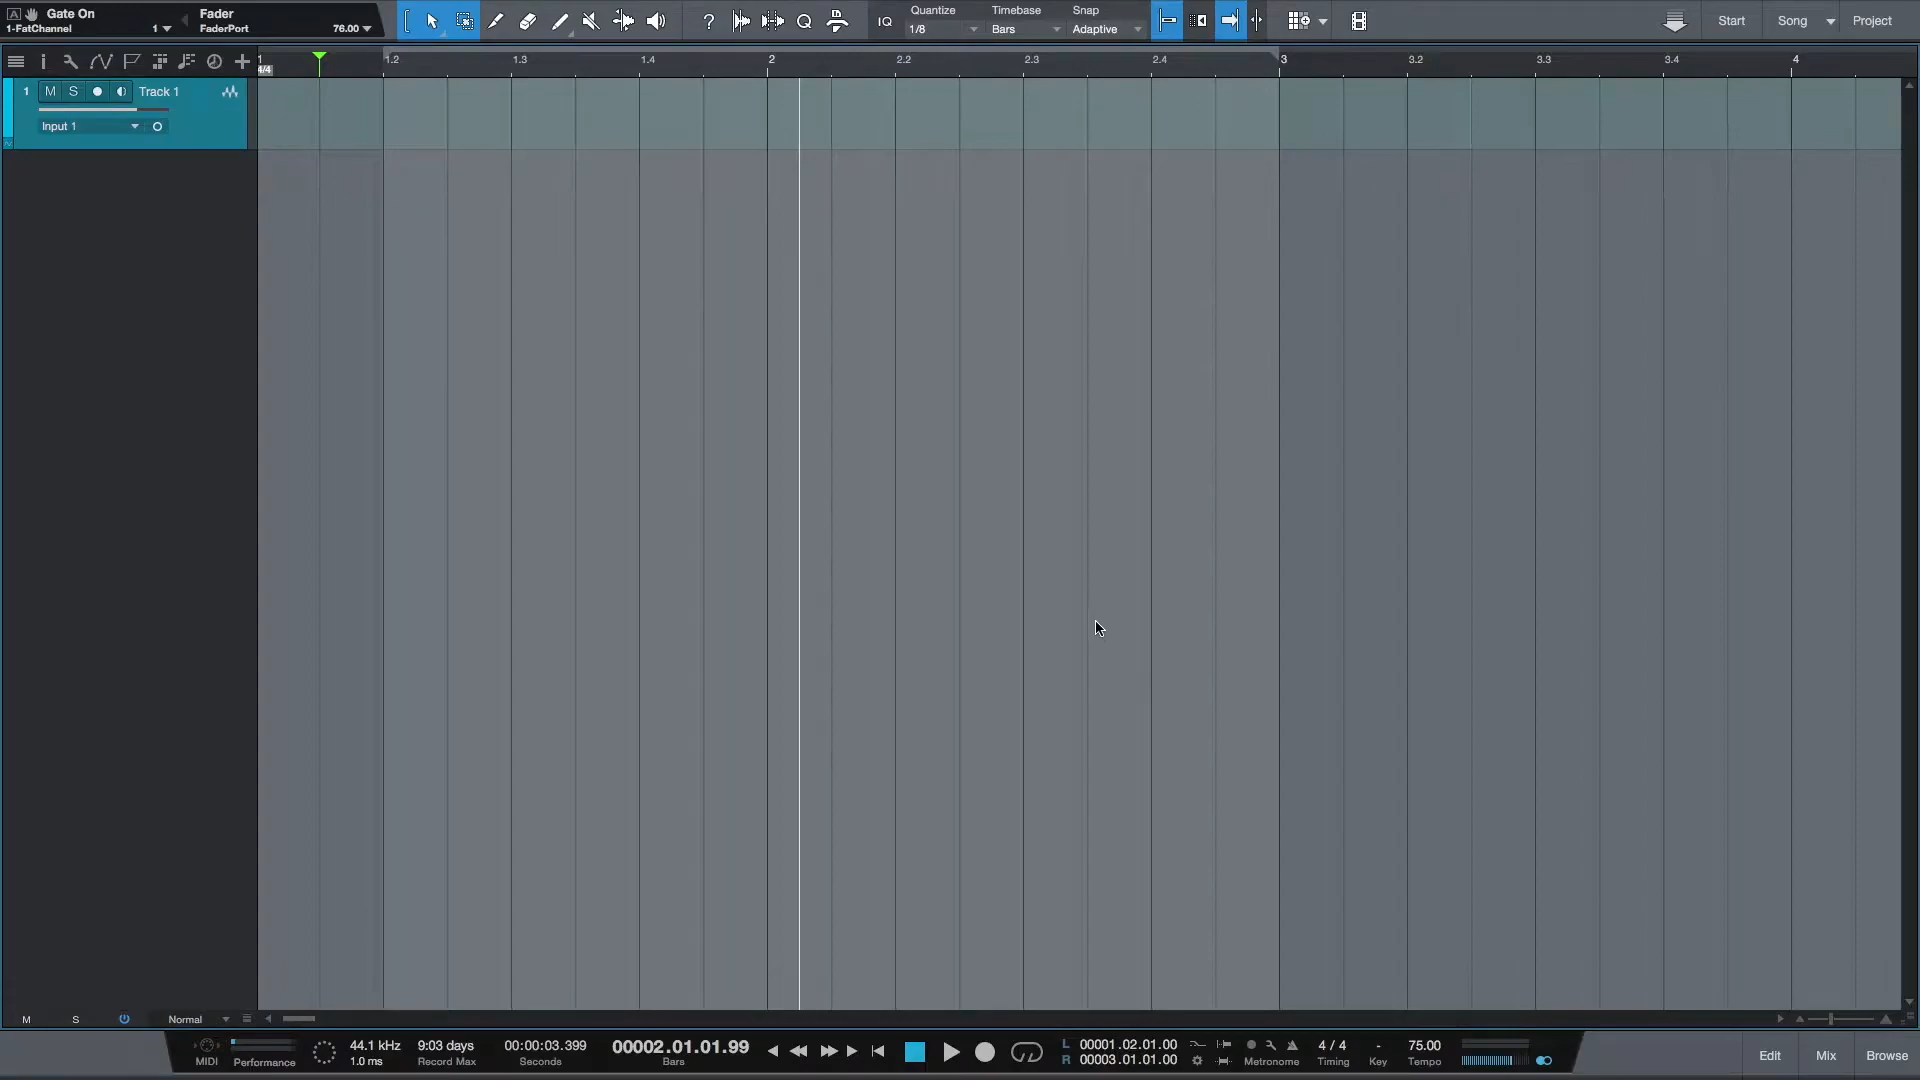 Gate On
1-FatChannel 1
Fader
FaderPort 76.00
?
Q
IQ
Quantize
1/8
Timebase
Bars
Snap
Adaptive
Start
Song
Project
1 1.2 1.3 1.4 2 2.2 2.3 2.4 3 3.2 3.3 3.4 4
4/4
1 M S Track 1
Input 1
M S Normal
MIDI
Performance
44.1 kHz
1.0 ms
9:03 days
Record Max
00:00:03.399
Seconds
00002.01.01.99
Bars
L 00001.02.01.00
R 00003.01.01.00
Metronome
4 / 4
Timing
-
Key
75.00
Tempo
Edit
Mix
Browse